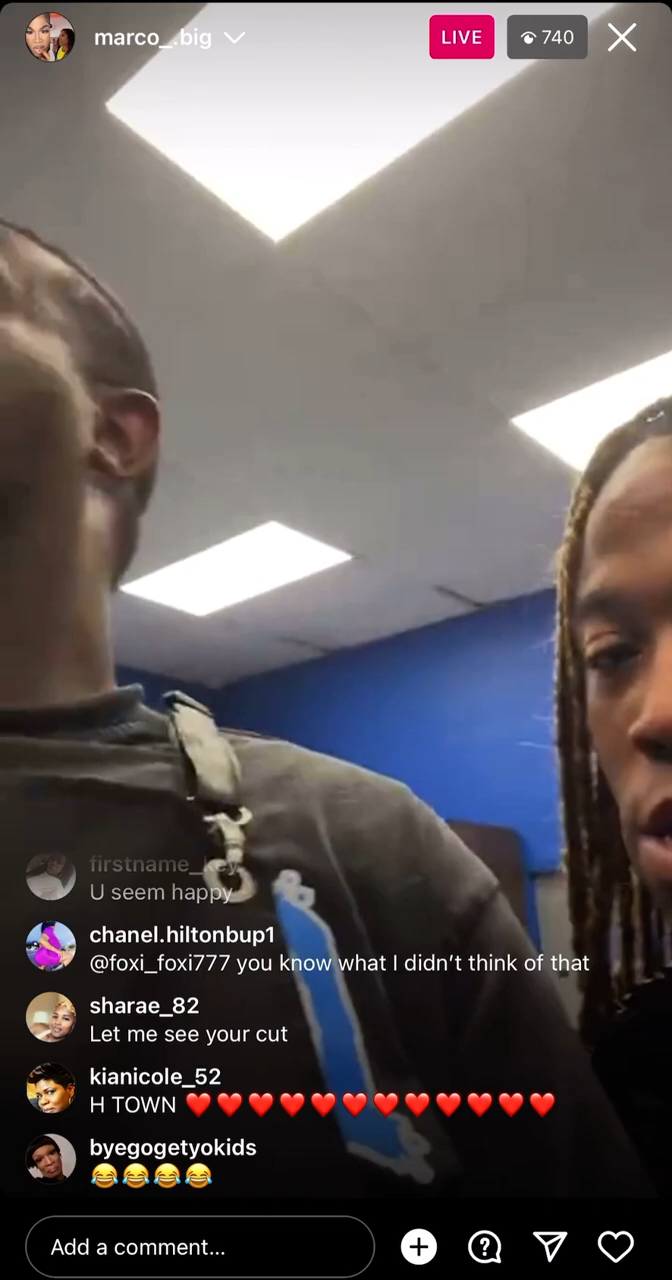 marco_.big
LIVE
740
firstname_key
U seem happy
chanel.hiltonbup1
@foxi_foxi777 you know what I didn't think of that
sharae_82
Let me see your cut
kianicole_52
H TOWN ❤️❤️❤️❤️❤️❤️❤️❤️❤️❤️❤️❤️
byegogetyokids
😂😂😂😂
Add a comment...